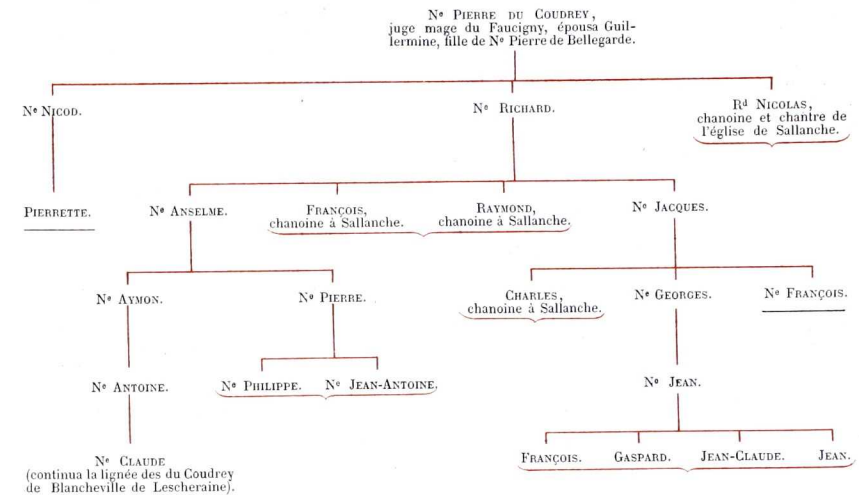 Nᵉ PIERRE DU COUDREY,
juge mage du Faucigny, épousa Guil-
lermine, fille de Nᵉ Pierre de Bellegarde.
Nᵉ NICOD.
Nᵉ RICHARD.
Rᵈ NICOLAS,
chanoine et chantre de
l'église de Sallanche.
PIERRETTE.
Nᵉ ANSELME.
FRANÇOIS,
chanoine à Sallanche.
RAYMOND,
chanoine à Sallanche.
Nᵉ JACQUES.
Nᵉ AYMON.
Nᵉ PIERRE.
CHARLES,
chanoine à Sallanche.
Nᵉ GEORGES.
Nᵉ FRANÇOIS.
Nᵉ ANTOINE.
Nᵉ PHILIPPE.
Nᵉ JEAN-ANTOINE.
Nᵉ JEAN.
Nᵉ CLAUDE
(continua la lignée des du Coudrey
de Blancheville de Lescheraine).
FRANÇOIS.
GASPARD.
JEAN-CLAUDE.
JEAN.